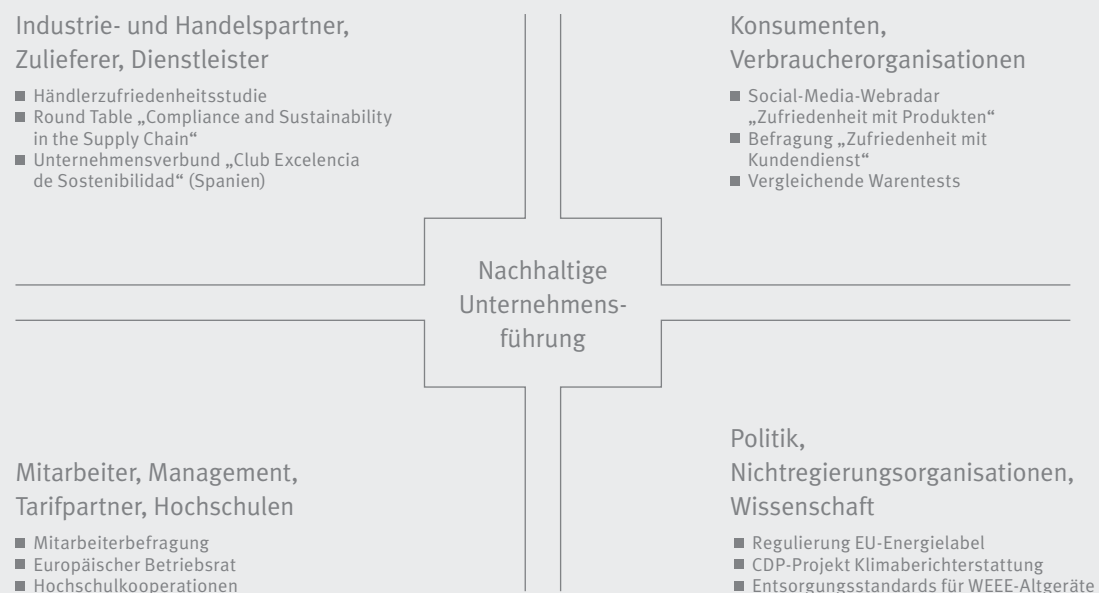 Industrie- und Handelspartner,
Zulieferer, Dienstleister
■ Händlerzufriedenheitsstudie
■ Round Table „Compliance and Sustainability
in the Supply Chain“
■ Unternehmensverbund „Club Excelencia
de Sostenibilidad“ (Spanien)
Konsumenten,
Verbraucherorganisationen
■ Social-Media-Webradar
„Zufriedenheit mit Produkten“
■ Befragung „Zufriedenheit mit
Kundendienst“
■ Vergleichende Warentests
Nachhaltige
Unternehmens-
führung
Mitarbeiter, Management,
Tarifpartner, Hochschulen
■ Mitarbeiterbefragung
■ Europäischer Betriebsrat
■ Hochschulkooperationen
Politik,
Nichtregierungsorganisationen,
Wissenschaft
■ Regulierung EU-Energielabel
■ CDP-Projekt Klimaberichterstattung
■ Entsorgungsstandards für WEEE-Altgeräte